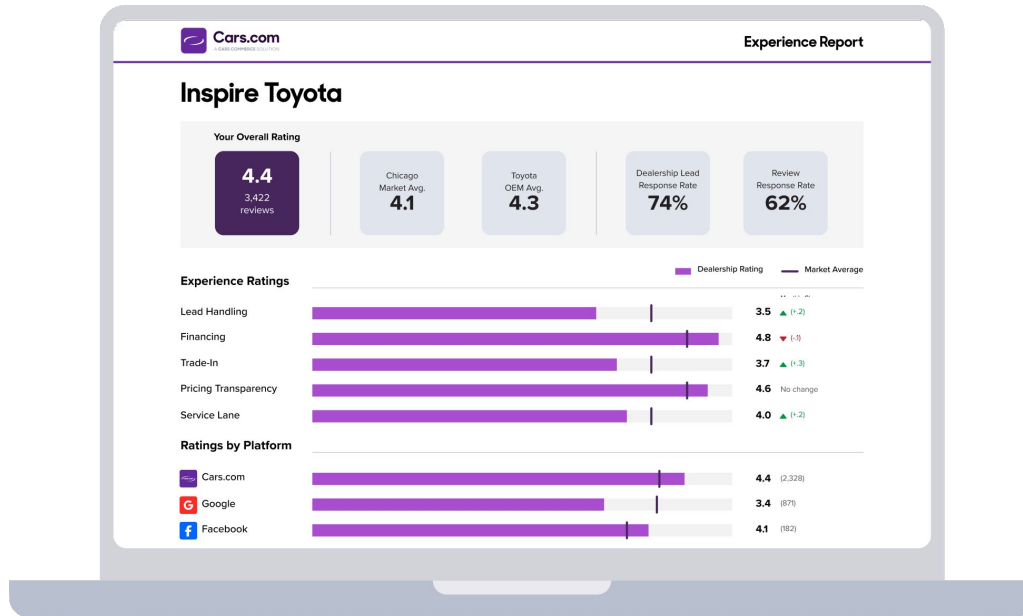 Cars.com
A CARS COMMERCE SOLUTION
Experience Report
Inspire Toyota
Your Overall Rating
4.4
3,422
reviews
Chicago
Market Avg.
4.1
Toyota
OEM Avg.
4.3
Dealership Lead
Response Rate
74%
Review
Response Rate
62%
Dealership Rating
Market Average
Experience Ratings
Lead Handling 3.5 (+.2)
Financing 4.8 (-.1)
Trade-In 3.7 (+.3)
Pricing Transparency 4.6 No change
Service Lane 4.0 (+.2)
Ratings by Platform
Cars.com 4.4 (2,328)
G Google 3.4 (871)
f Facebook 4.1 (182)